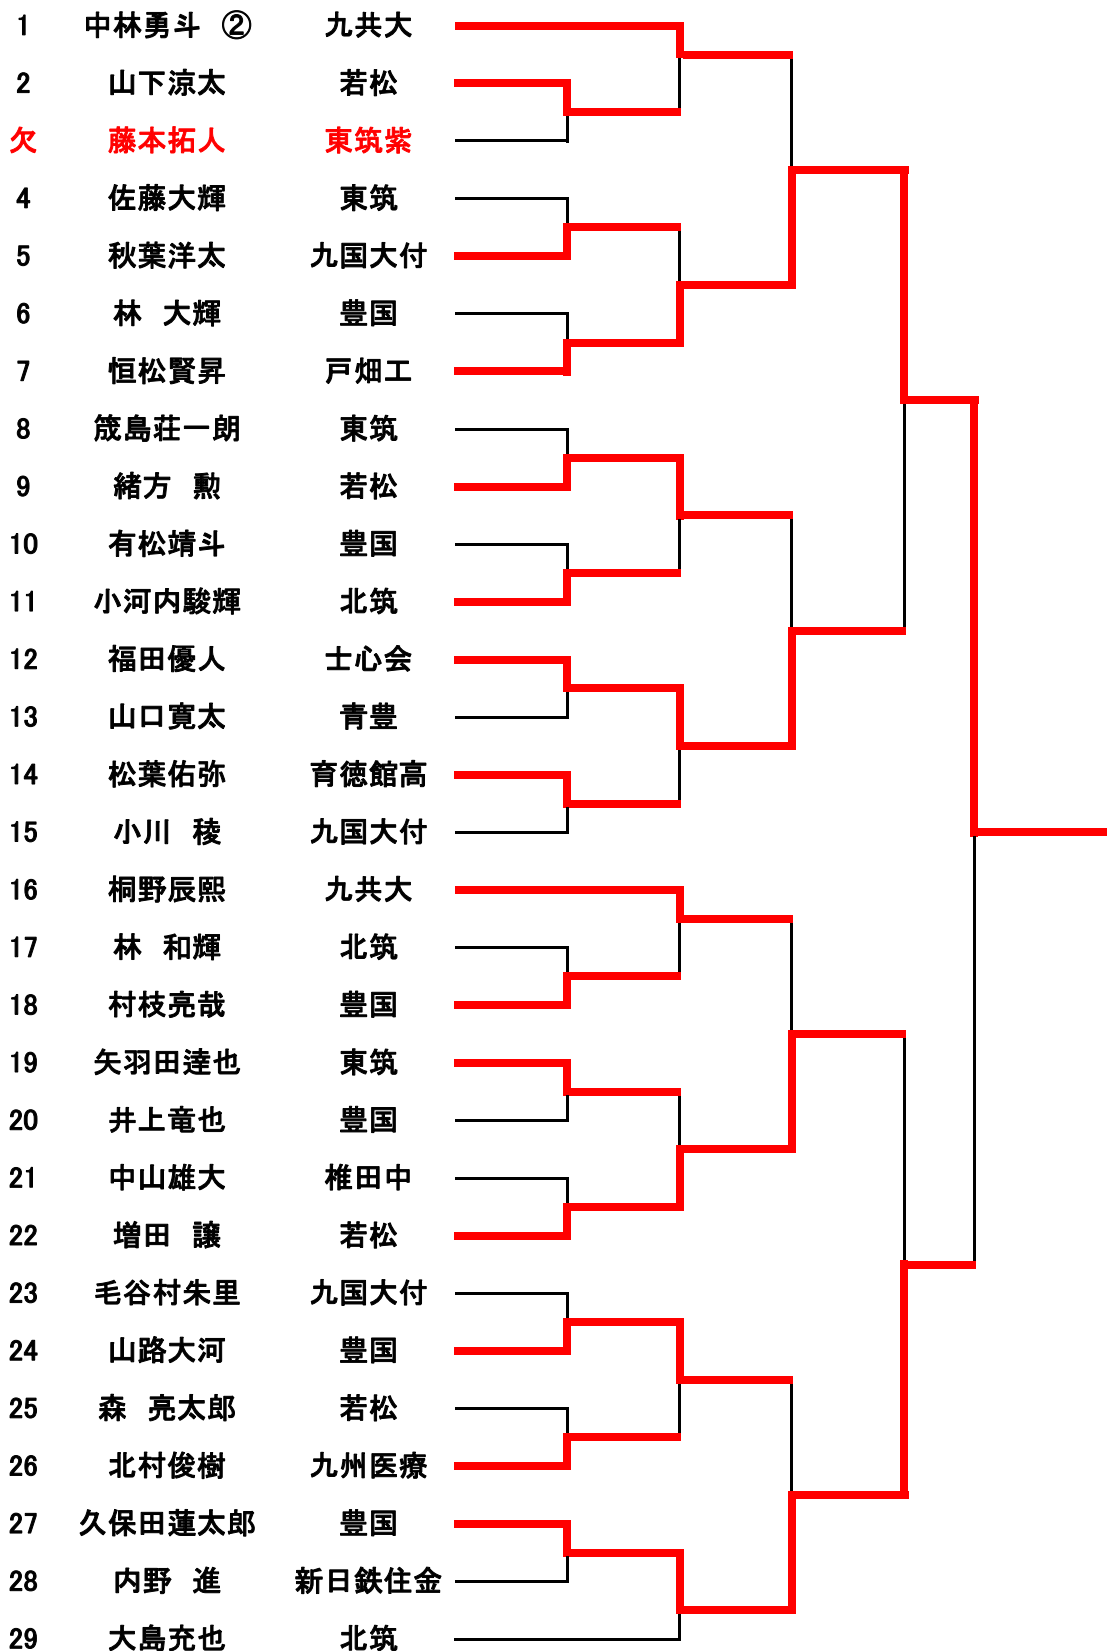 1 中林勇斗 ② 九共大
2 山下涼太 若松
欠 藤本拓人 東筑紫
4 佐藤大輝 東筑
5 秋葉洋太 九国大付
6 林 大輝 豊国
7 恒松賢昇 戸畑工
8 筬島荘一朗 東筑
9 緒方 勲 若松
10 有松靖斗 豊国
11 小河内駿輝 北筑
12 福田優人 士心会
13 山口寛太 青豊
14 松葉佑弥 育徳館高
15 小川 稜 九国大付
16 桐野辰熙 九共大
17 林 和輝 北筑
18 村枝亮哉 豊国
19 矢羽田達也 東筑
20 井上竜也 豊国
21 中山雄大 椎田中
22 増田 譲 若松
23 毛谷村朱里 九国大付
24 山路大河 豊国
25 森 亮太郎 若松
26 北村俊樹 九州医療
27 久保田蓮太郎 豊国
28 内野 進 新日鉄住金
29 大島充也 北筑